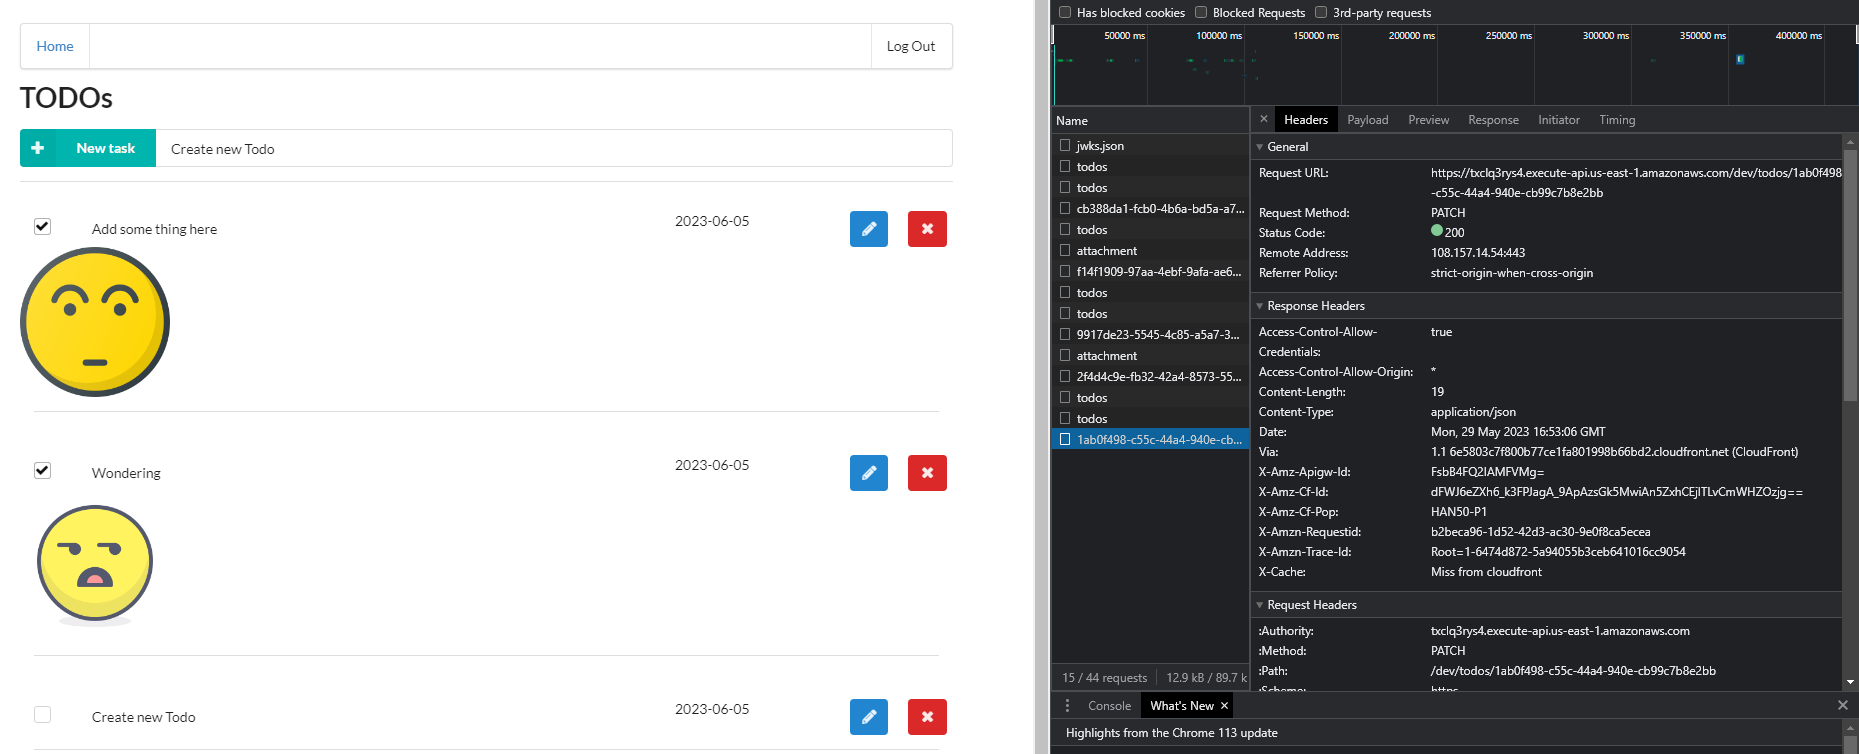 Home
Log Out
TODOs
New task
Create new Todo
Add some thing here
2023-06-05
Wondering
2023-06-05
Create new Todo
2023-06-05
Has blocked cookies
Blocked Requests
3rd-party requests
50000 ms
100000 ms
150000 ms
200000 ms
250000 ms
300000 ms
350000 ms
400000 ms
Name
jwks.json
todos
todos
cb388da1-fcb0-4b6a-bd5a-a7...
todos
attachment
f14f1909-97aa-4ebf-9afa-ae6...
todos
todos
9917de23-5545-4c85-a5a7-3...
attachment
2f4d4c9e-fb32-42a4-8573-55...
todos
todos
1ab0f498-c55c-44a4-940e-cb...
15 / 44 requests
12.9 kB / 89.7 k
Headers
Payload
Preview
Response
Initiator
Timing
General
Request URL: https://txclq3rys4.execute-api.us-east-1.amazonaws.com/dev/todos/1ab0f498
-c55c-44a4-940e-cb99c7b8e2bb
Request Method: PATCH
Status Code: 200
Remote Address: 108.157.14.54:443
Referrer Policy: strict-origin-when-cross-origin
Response Headers
Access-Control-Allow- true
Credentials:
Access-Control-Allow-Origin: *
Content-Length: 19
Content-Type: application/json
Date: Mon, 29 May 2023 16:53:06 GMT
Via: 1.1 6e5803c7f800b77ce1fa801998b66bd2.cloudfront.net (CloudFront)
X-Amz-Apigw-Id: FsbB4FQ2IAMFVMg=
X-Amz-Cf-Id: dFWJ6eZXh6_k3FPJagA_9ApAzsGk5MwiAn5ZxhCEjITLvCmWHZOzjg==
X-Amz-Cf-Pop: HAN50-P1
X-Amzn-Requestid: b2beca96-1d52-42d3-ac30-9e0f8ca5ecea
X-Amzn-Trace-Id: Root=1-6474d872-5a94055b3ceb641016cc9054
X-Cache: Miss from cloudfront
Request Headers
:Authority: txclq3rys4.execute-api.us-east-1.amazonaws.com
:Method: PATCH
:Path: /dev/todos/1ab0f498-c55c-44a4-940e-cb99c7b8e2bb
:Scheme: https
Console
What's New
Highlights from the Chrome 113 update